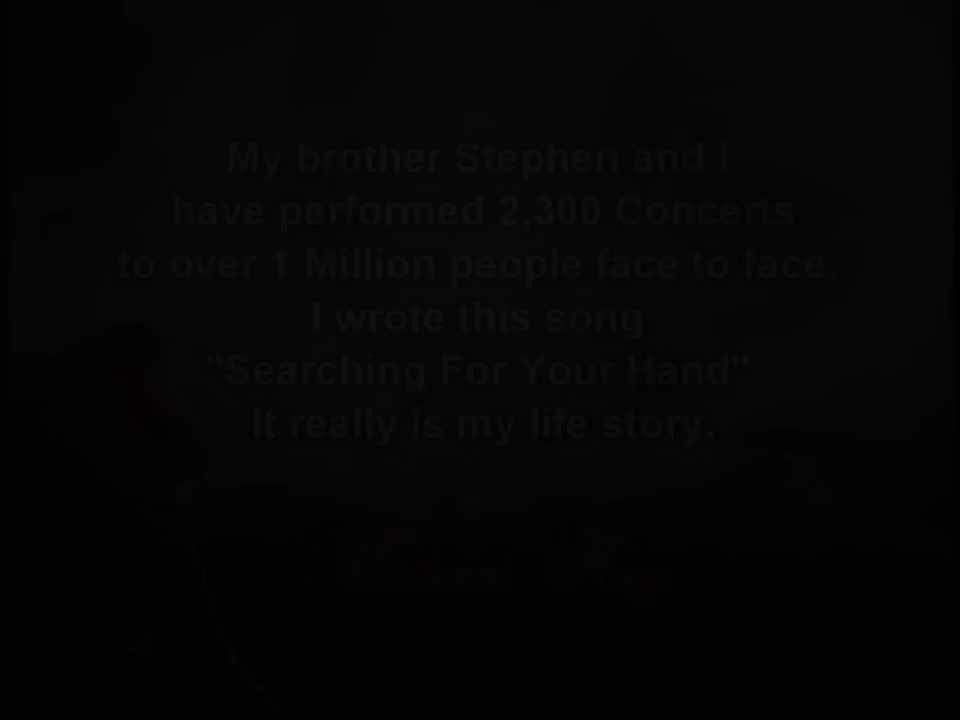 My brother Stephen and I
have performed 2,300 Concerts
to over 1 Million people face to face.
I wrote this song
"Searching For Your Hand"
It really is my life story.